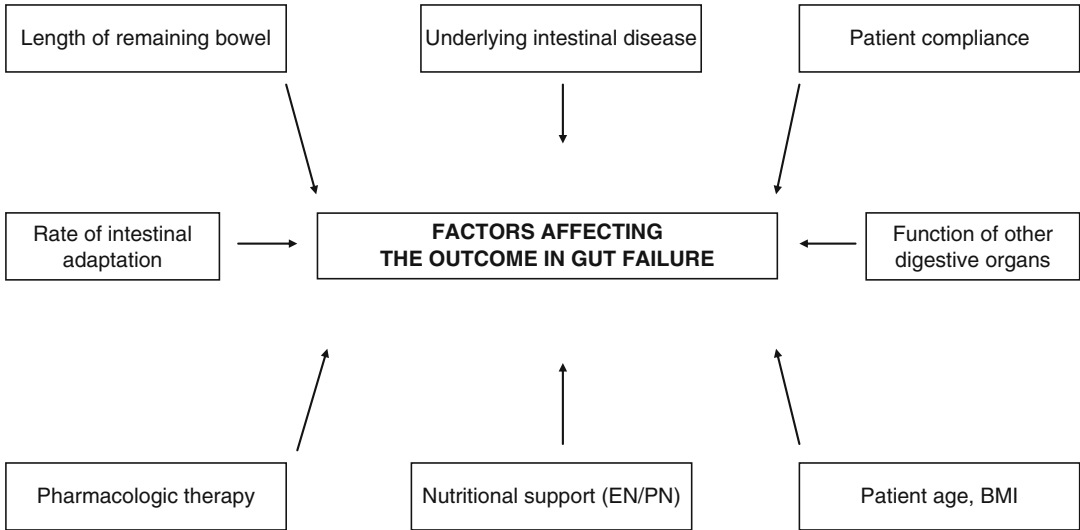 Length of remaining bowel
Underlying intestinal disease
Patient compliance
Rate of intestinal
adaptation
FACTORS AFFECTING
THE OUTCOME IN GUT FAILURE
Function of other
digestive organs
Pharmacologic therapy
Nutritional support (EN/PN)
Patient age, BMI